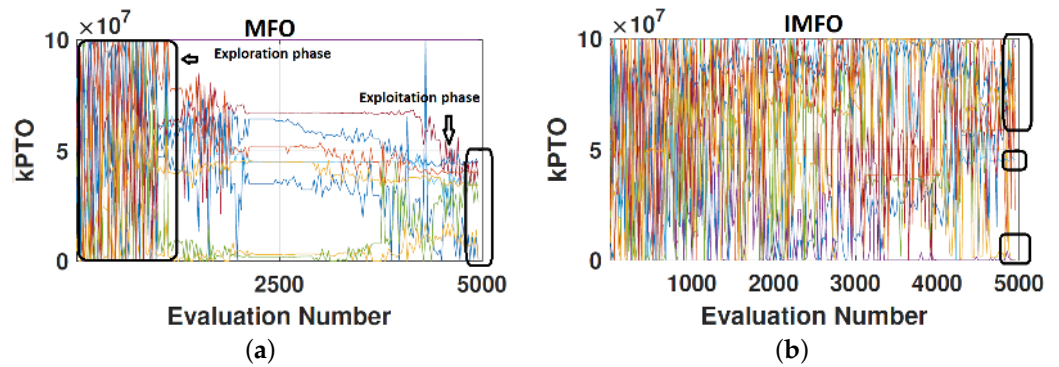 × 10^7
MFO
10
5
0
kPTO
Exploration phase
Exploitation phase
2500
5000
Evaluation Number
(a)
× 10^7
IMFO
10
5
0
kPTO
1000
2000
3000
4000
5000
Evaluation Number
(b)